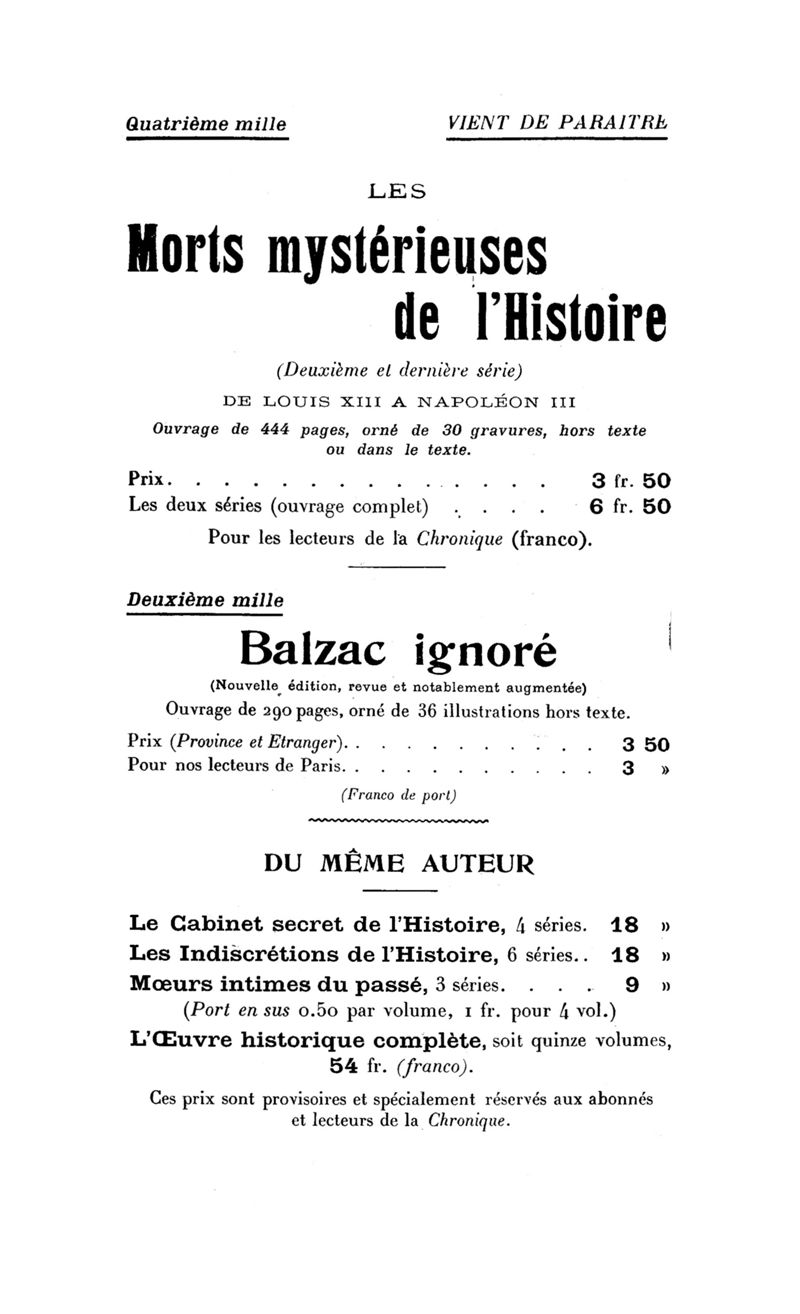 Quatrième mille VIENT DE PARAITRE
LES
Morts mystérieuses
de l'Histoire
(Deuxième et dernière série)
DE LOUIS XIII A NAPOLÉON III
Ouvrage de 444 pages, orné de 30 gravures, hors texte
ou dans le texte.
Prix. . . . . . . . . . . . . . 3 fr. 50
Les deux séries (ouvrage complet) . . . . 6 fr. 50
Pour les lecteurs de la Chronique (franco).
Deuxième mille
Balzac ignoré
(Nouvelle édition, revue et notablement augmentée)
Ouvrage de 290 pages, orné de 36 illustrations hors texte.
Prix (Province et Etranger). . . . . . . . . . 3 50
Pour nos lecteurs de Paris. . . . . . . . . . 3 »
(Franco de port)
DU MÊME AUTEUR
Le Cabinet secret de l'Histoire, 4 séries. 18 »
Les Indiscrétions de l'Histoire, 6 séries.. 18 »
Mœurs intimes du passé, 3 séries. . . . . 9 »
(Port en sus 0.50 par volume, 1 fr. pour 4 vol.)
L'Œuvre historique complète, soit quinze volumes,
54 fr. (franco).
Ces prix sont provisoires et spécialement réservés aux abonnés
et lecteurs de la Chronique.